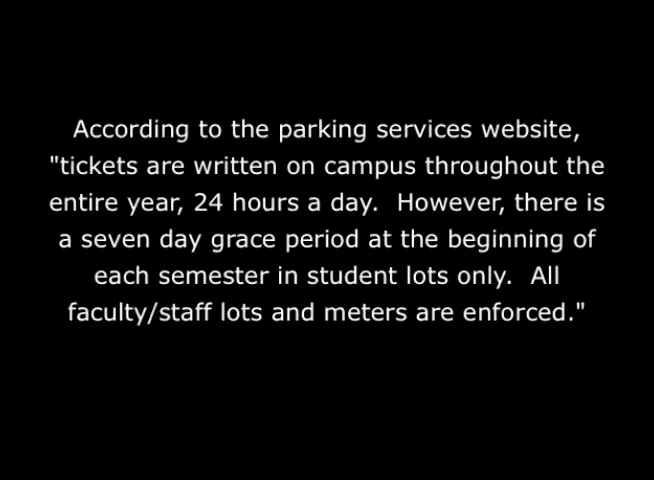 According to the parking services website,
"tickets are written on campus throughout the
entire year, 24 hours a day.  However, there is
a seven day grace period at the beginning of
each semester in student lots only.  All
faculty/staff lots and meters are enforced."